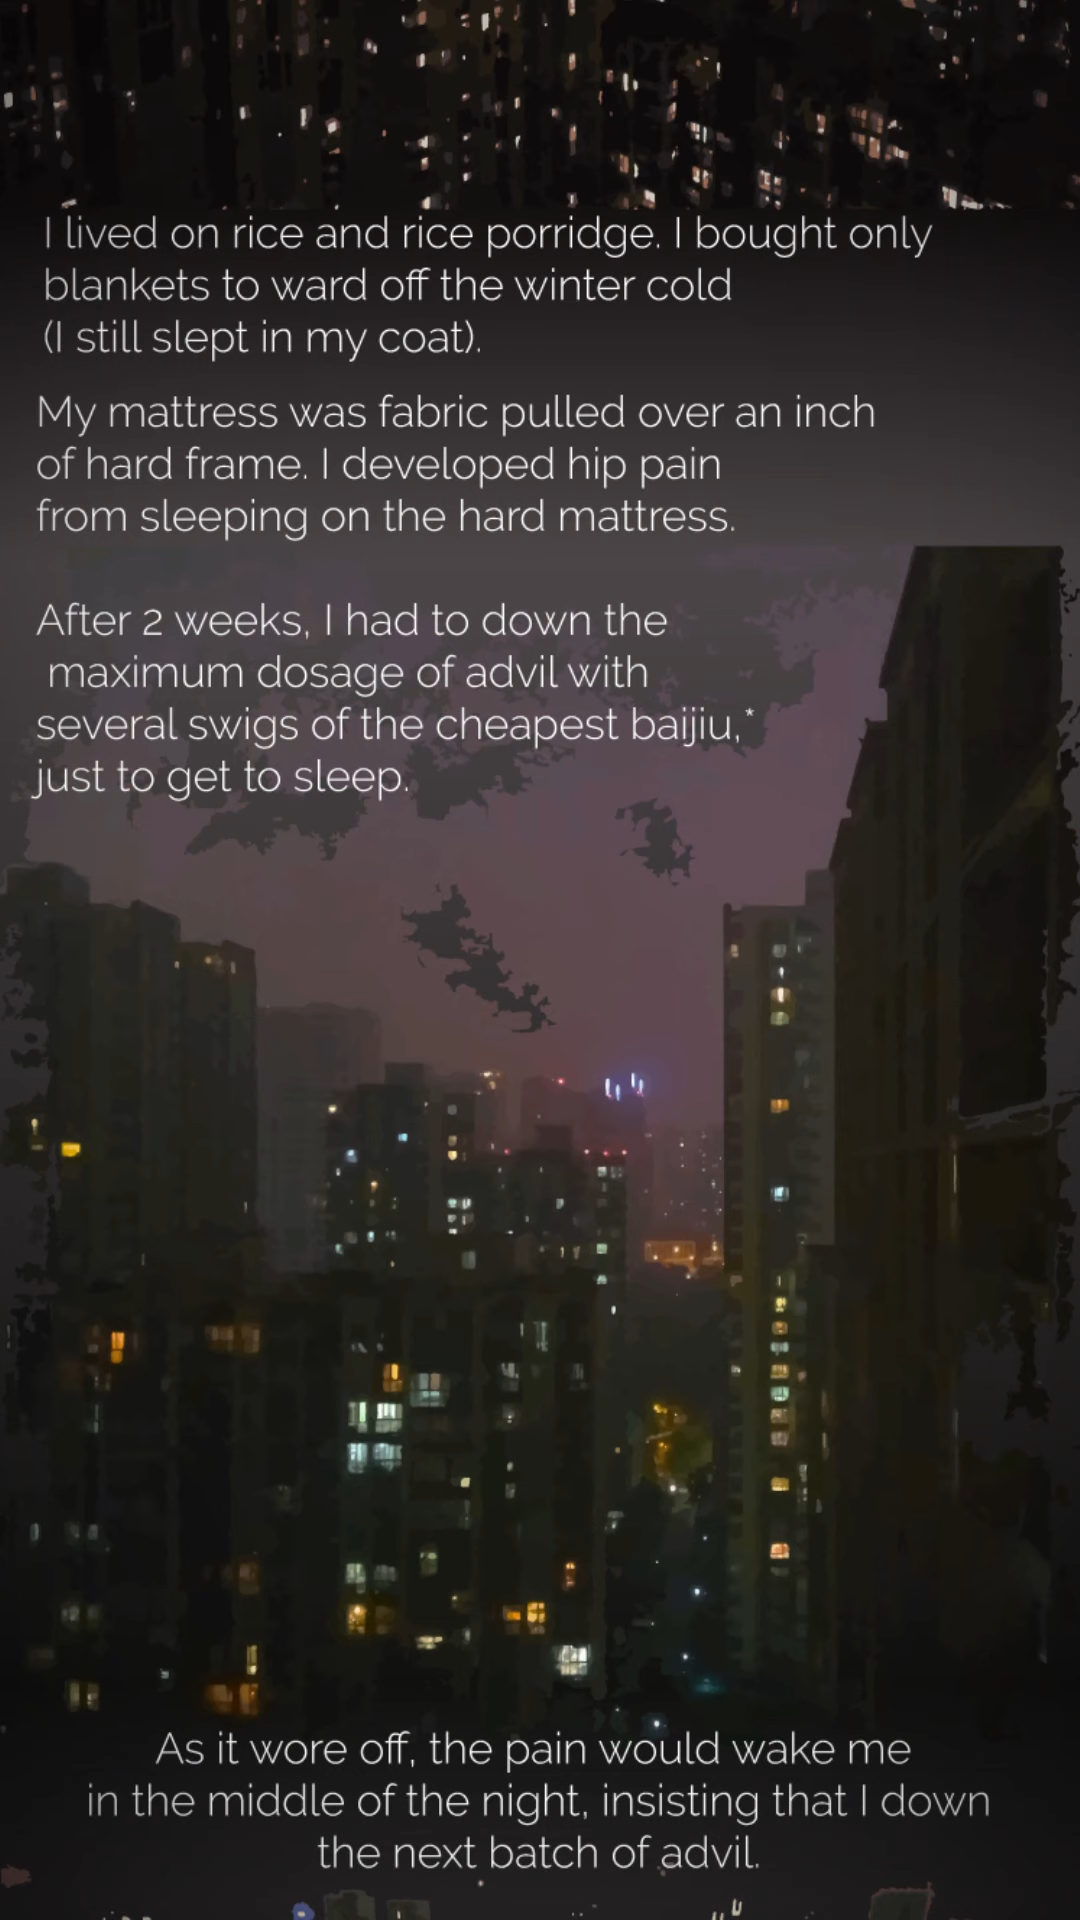 I lived on rice and rice porridge. I bought only
blankets to ward off the winter cold
(I still slept in my coat).
My mattress was fabric pulled over an inch
of hard frame. I developed hip pain
from sleeping on the hard mattress.
After 2 weeks, I had to down the
maximum dosage of advil with
several swigs of the cheapest baijiu,*
just to get to sleep.
As it wore off, the pain would wake me
in the middle of the night, insisting that I down
the next batch of advil.